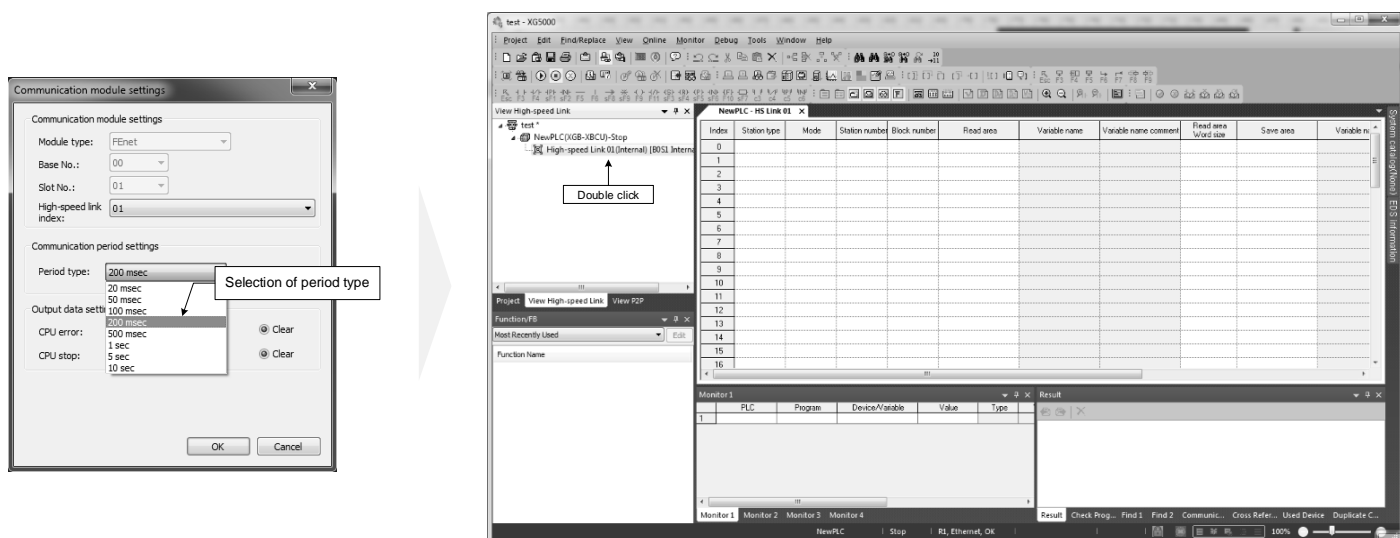 Communication module settings
Communication module settings
Module type:
FEnet
Base No.:
00
Slot No.:
01
High-speed link
index:
01
Communication period settings
Period type:
200 msec
Selection of period type
20 msec
50 msec
100 msec
200 msec
500 msec
1 sec
5 sec
10 sec
Output data setti
CPU error:
Clear
CPU stop:
Clear
OK
Cancel
test - XG5000
Project Edit Find/Replace View Online Monitor Debug Tools Window Help
View High-speed Link
test *
NewPLC(XGB-XBCU)-Stop
High-speed Link 01(Internal) [B0S1 Interna
Double click
Project View High-speed Link View P2P
Function/FB
Most Recently Used
Edit
Function Name
NewPLC - HS Link 01
Index Station type Mode Station number Block number Read area Variable name Variable name comment Read area Word size Save area Variable na
0
1
2
3
4
5
6
7
8
9
10
11
12
13
14
15
16
System catalog(None)
EDS information
Monitor 1
PLC Program Device/Variable Value Type
1
Monitor 1 Monitor 2 Monitor 3 Monitor 4
Result
Result Check Prog... Find 1 Find 2 Communic... Cross Refer... Used Device Duplicate C...
NewPLC Stop R1, Ethernet, OK 100%